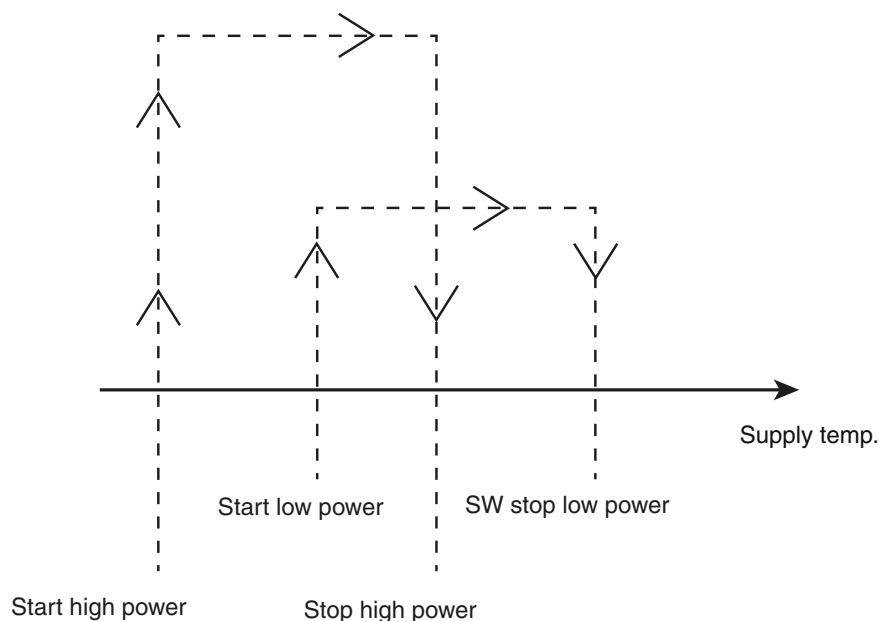 Supply temp.
Start low power
SW stop low power
Start high power
Stop high power